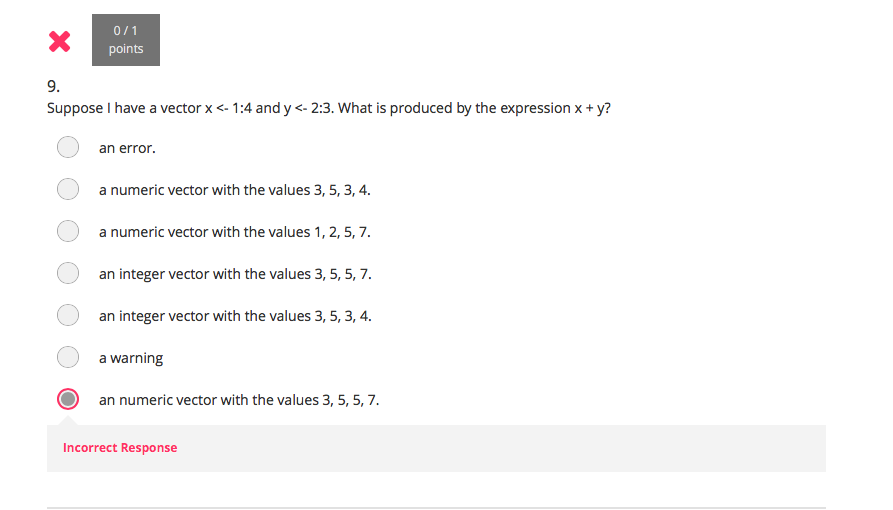 0 / 1
points
9.
Suppose I have a vector x <- 1:4 and y <- 2:3. What is produced by the expression x + y?
an error.
a numeric vector with the values 3, 5, 3, 4.
a numeric vector with the values 1, 2, 5, 7.
an integer vector with the values 3, 5, 5, 7.
an integer vector with the values 3, 5, 3, 4.
a warning
an numeric vector with the values 3, 5, 5, 7.
Incorrect Response